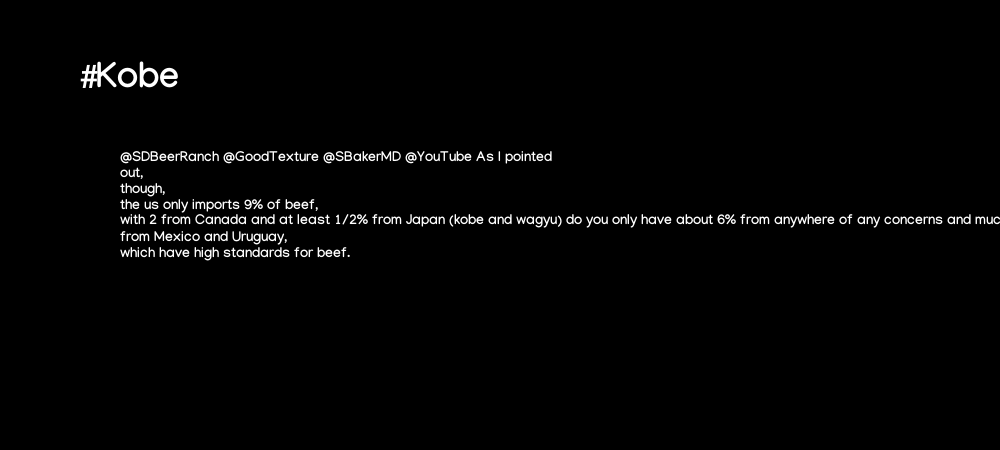 #Kobe
@SDBeerRanch @GoodTexture @SBakerMD @YouTube As I pointed
out,
though,
the us only imports 9% of beef,
with 2 from Canada and at least 1/2% from Japan (kobe and wagyu) do you only have about 6% from anywhere of any concerns and
from Mexico and Uruguay,
which have high standards for beef.